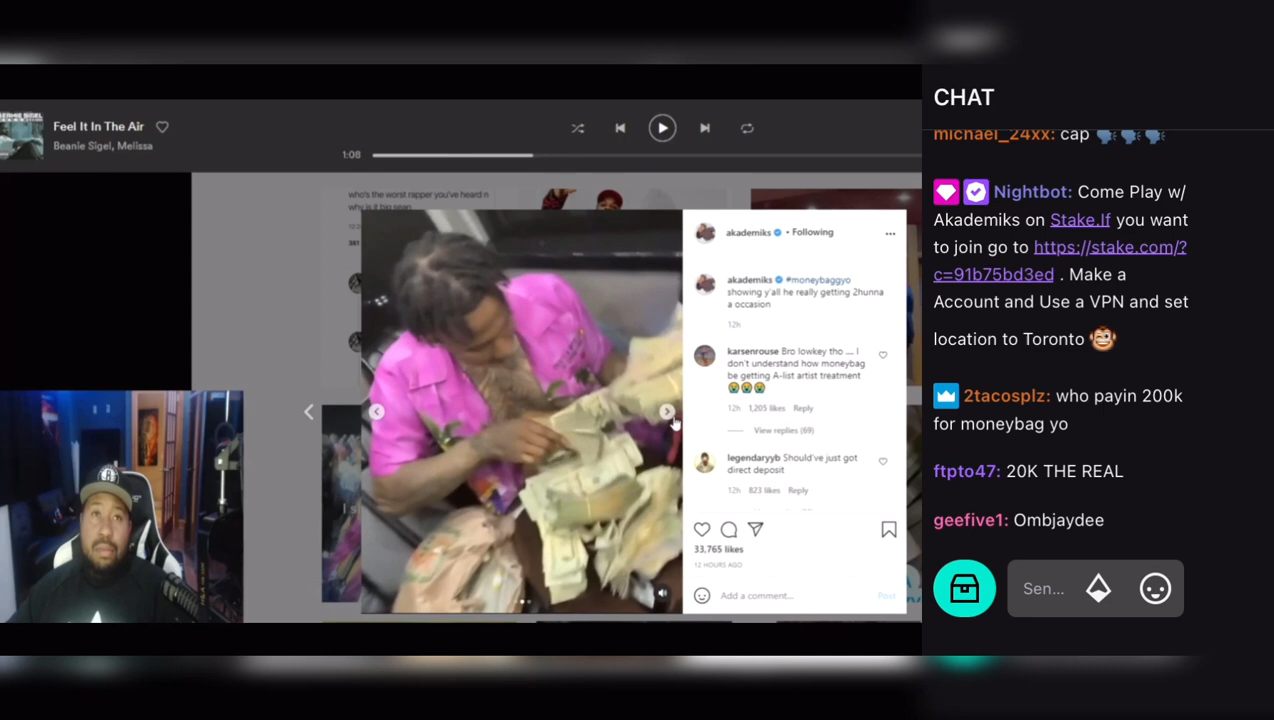 CHAT
Feel It In The Air
Beanie Sigel, Melissa
1:08
who's the worst rapper you've heard n
why is it big sean
akademiks • Following
akademiks #moneybaggyo
showing y'all he really getting 2hunna
a occasion
12h
karsenrouse Bro lowkey tho .... I
don't understand how moneybag
be getting A-list artist treatment
😭😭😭
12h 1,205 likes Reply
View replies (69)
legendaryyb Should've just got
direct deposit
12h 823 likes Reply
33,765 likes
12 HOURS AGO
Add a comment...
Post
michael_24xx: cap 🗣🗣🗣
Nightbot: Come Play w/
Akademiks on Stake.If you want
to join go to https://stake.com/?
c=91b75bd3ed . Make a
Account and Use a VPN and set
location to Toronto 🐵
2tacosplz: who payin 200k
for moneybag yo
ftpto47: 20K THE REAL
geefive1: Ombjaydee
Sen...